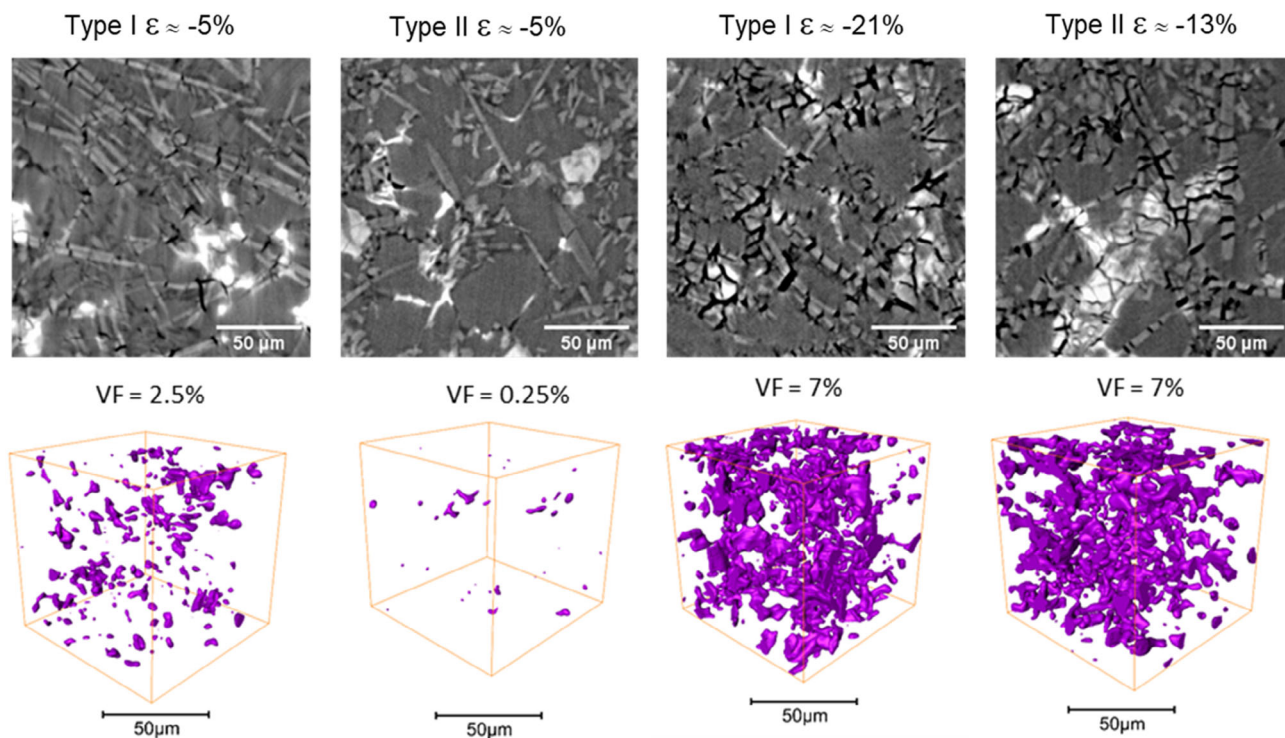 Type I ε ≈ -5%
Type II ε ≈ -5%
Type I ε ≈ -21%
Type II ε ≈ -13%
50 µm
50 µm
50 µm
50 µm
VF = 2.5%
VF = 0.25%
VF = 7%
VF = 7%
50µm
50µm
50µm
50µm